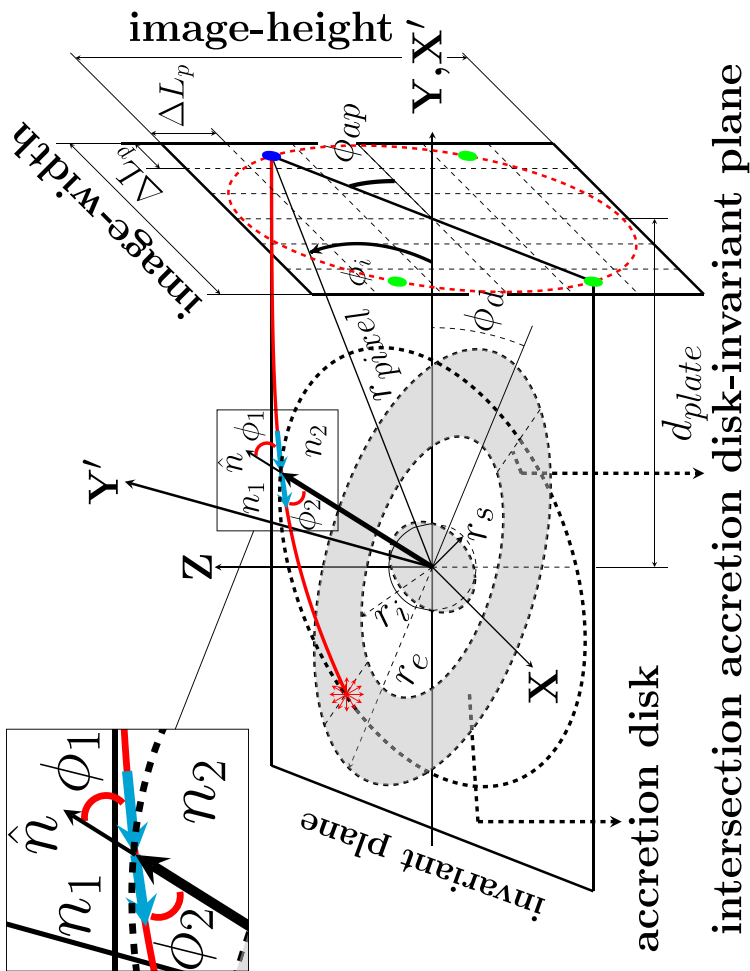 image-height
image-width
ΔL_p
ΔL_p
Y,X′
ϕ_ap
ϕ_i
ϕ_d
r_pixel
d_plate
Y′
Z
X
n_1
n̂
ϕ_1
n_2
ϕ_2
r_s
r_i
r_e
n_1
n̂
ϕ_1
n_2
ϕ_2
invariant plane
accretion disk
intersection accretion disk-invariant plane